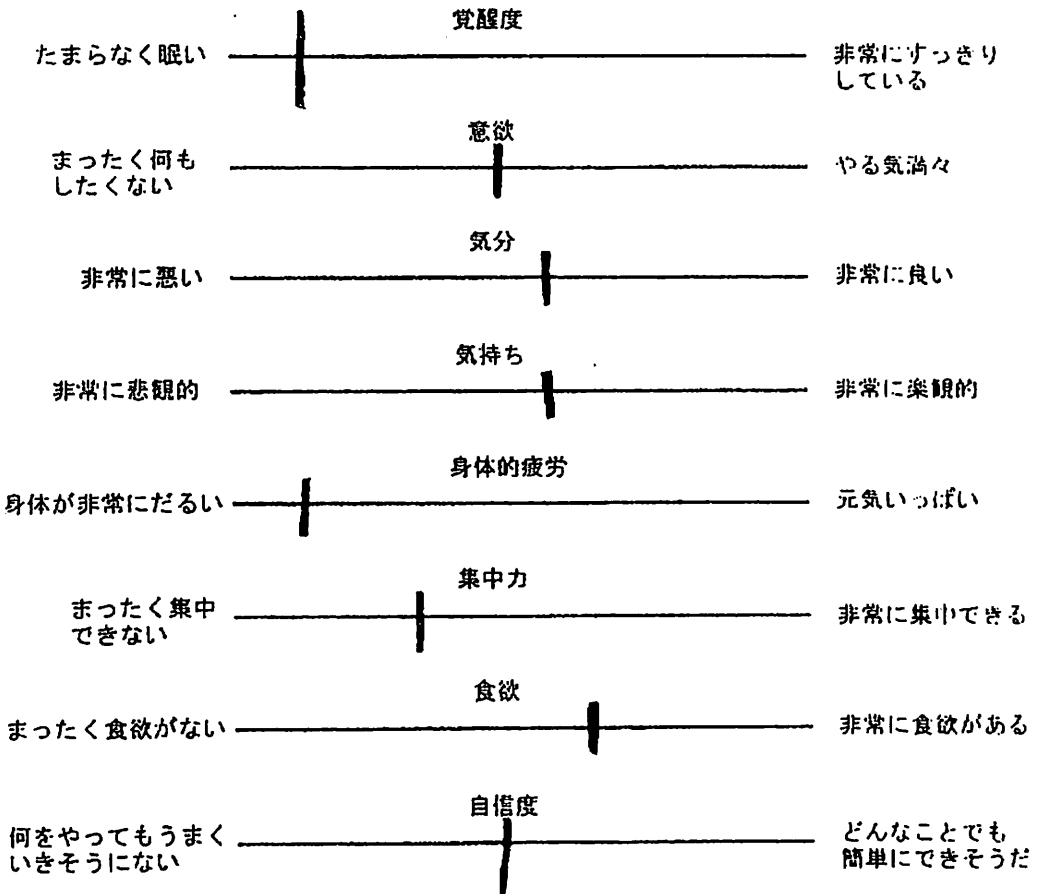 覚醒度
たまらなく眠い
非常にすっきり
している
意欲
まったく何も
したくない
やる気満々
気分
非常に悪い
非常に良い
気持ち
非常に悲観的
非常に楽観的
身体的疲労
身体が非常にだるい
元気いっぱい
集中力
まったく集中
できない
非常に集中できる
食欲
まったく食欲がない
非常に食欲がある
自信度
何をやってもうまく
いきそうにない
どんなことでも
簡単にできそうだ